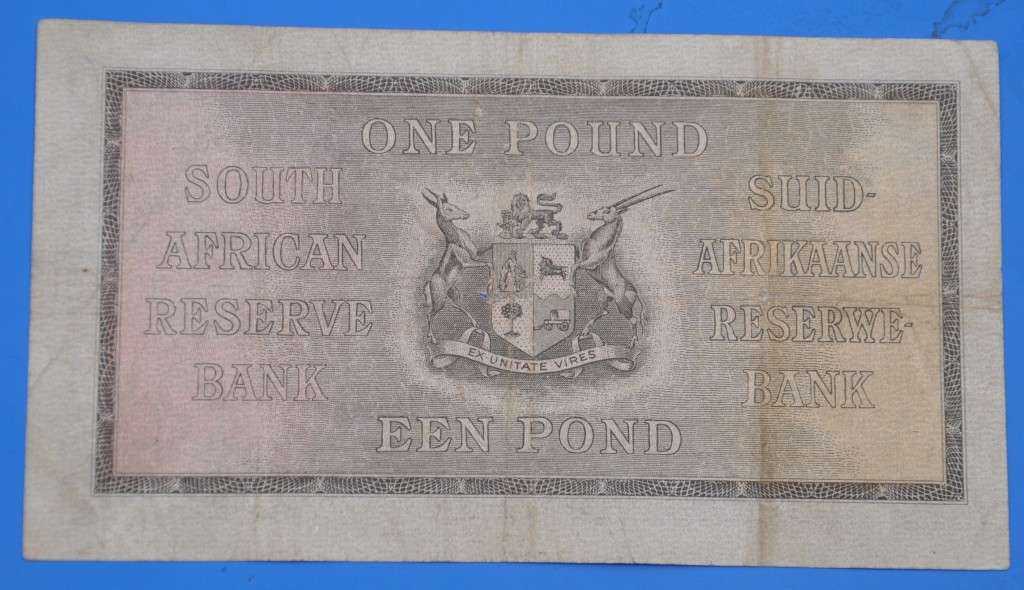 ONE POUND
SOUTH
AFRICAN
RESERVE
BANK
EX·UNITATE VIRES
SUID-
AFRIKAANSE
RESERWE-
BANK
EEN POND